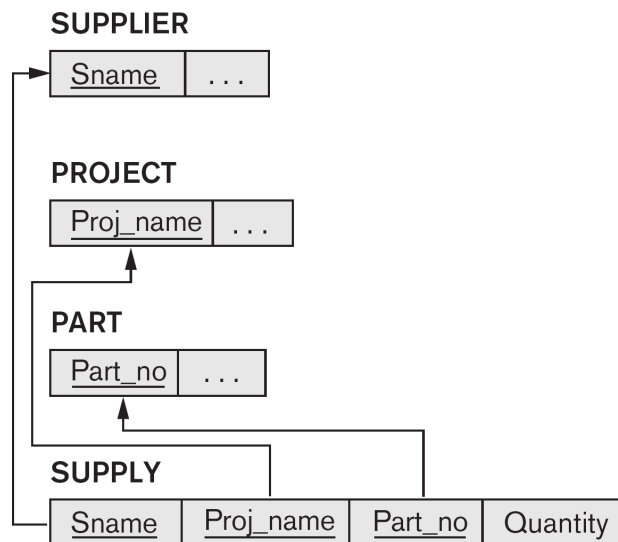 SUPPLIER
Sname ...
PROJECT
Proj_name ...
PART
Part_no ...
SUPPLY
Sname Proj_name Part_no Quantity